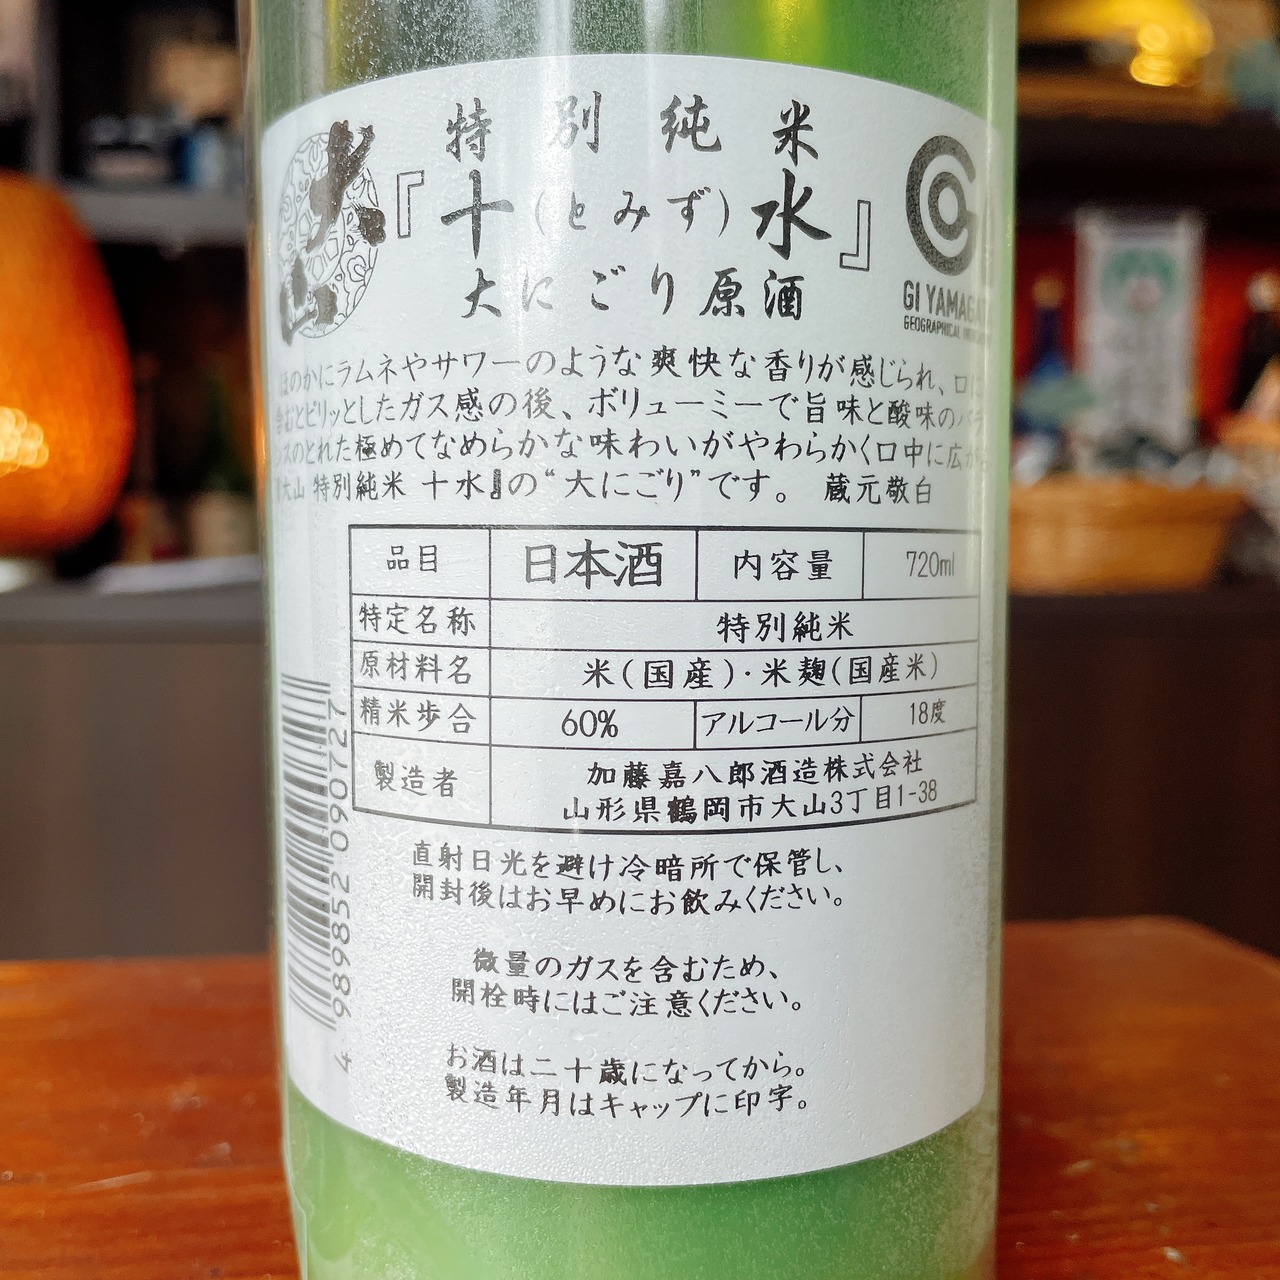 大山
特別純米
『十(とみず)水』
大にごり原酒
GI YAMAGA
GEOGRAPHICAL
ほのかにラムネやサワーのような爽快な香りが感じられ、口に
含むとピリッとしたガス感の後、ボリューミーで旨味と酸味のバラ
ンスのとれた極めてなめらかな味わいがやわらかく口中に広が
『大山 特別純米 十水』の“大にごり”です。 蔵元敬白
品目 日本酒 内容量 720ml
特定名称 特別純米
原材料名 米(国産)・米麹(国産米)
精米歩合 60% アルコール分 18度
製造者 加藤嘉八郎酒造株式会社
山形県鶴岡市大山3丁目1-38
直射日光を避け冷暗所で保管し、
開封後はお早めにお飲みください。
微量のガスを含むため、
開栓時にはご注意ください。
お酒は二十歳になってから。
製造年月はキャップに印字。
4 989852 090727